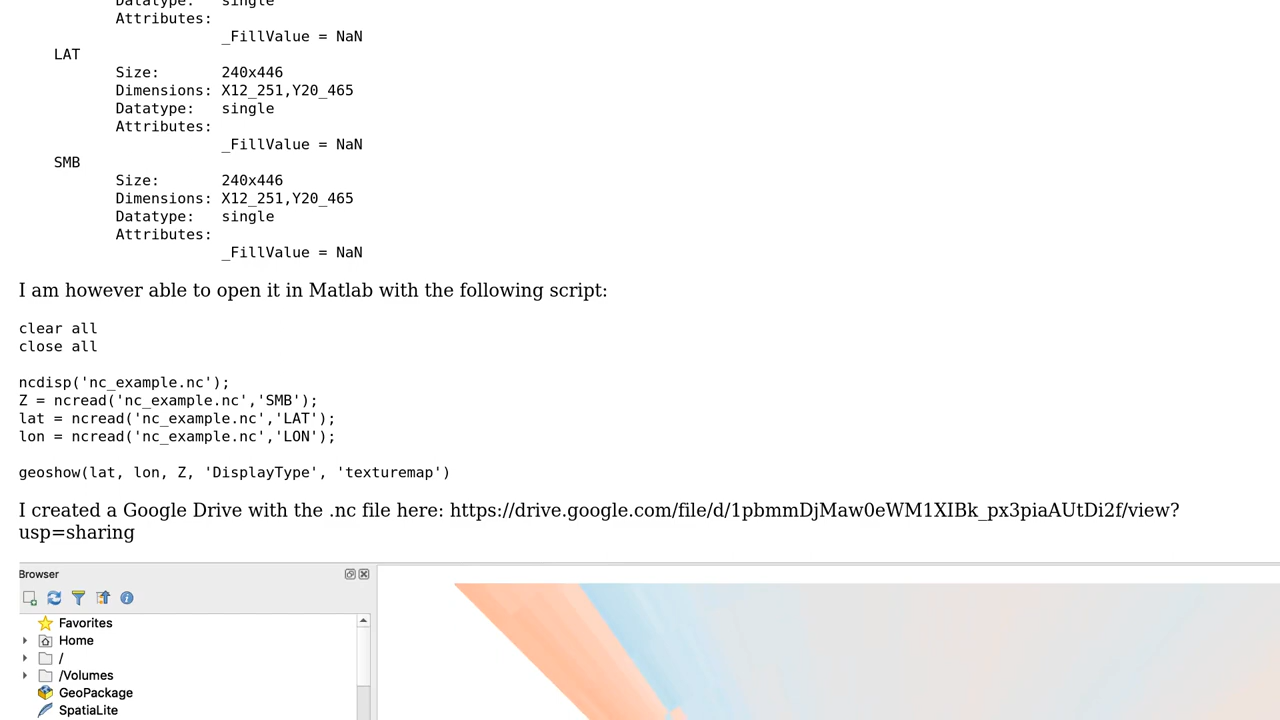 Datatype:   single
Attributes:
_FillValue = NaN
LAT
Size:       240x446
Dimensions: X12_251,Y20_465
Datatype:   single
Attributes:
_FillValue = NaN
SMB
Size:       240x446
Dimensions: X12_251,Y20_465
Datatype:   single
Attributes:
_FillValue = NaN
I am however able to open it in Matlab with the following script:
clear all
close all
ncdisp('nc_example.nc');
Z = ncread('nc_example.nc','SMB');
lat = ncread('nc_example.nc','LAT');
lon = ncread('nc_example.nc','LON');
geoshow(lat, lon, Z, 'DisplayType', 'texturemap')
I created a Google Drive with the .nc file here: https://drive.google.com/file/d/1pbmmDjMaw0eWM1XIBk_px3piaAUtDi2f/view?
usp=sharing
Browser
Favorites
Home
/
/Volumes
GeoPackage
SpatiaLite